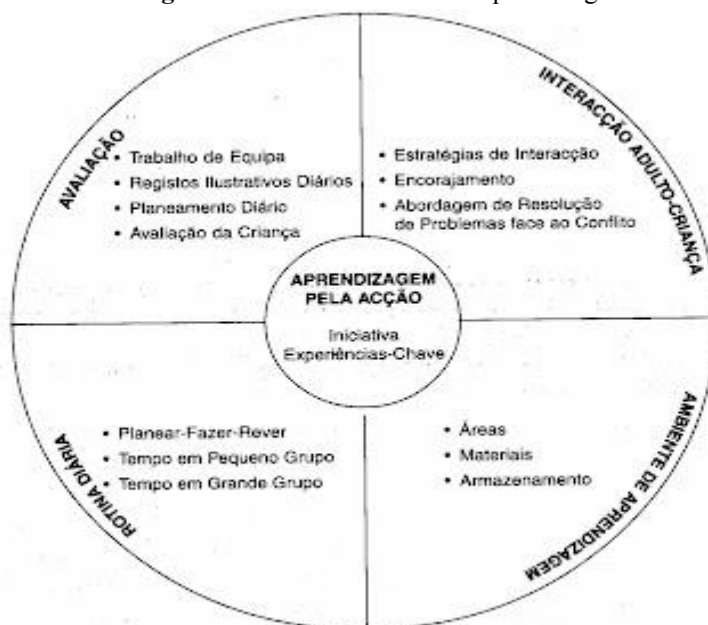 AVALIAÇÃO
• Trabalho de Equipa
• Registos Ilustrativos Diários
• Planeamento Diário
• Avaliação da Criança
INTERACÇÃO ADULTO-CRIANÇA
• Estratégias de Interacção
• Encorajamento
• Abordagem de Resolução
de Problemas face ao Conflito
APRENDIZAGEM
PELA ACÇÃO
Iniciativa
Experiências-Chave
ROTINA DIÁRIA
• Planear-Fazer-Rever
• Tempo em Pequeno Grupo
• Tempo em Grande Grupo
AMBIENTE DE APRENDIZAGEM
• Áreas
• Materiais
• Armazenamento